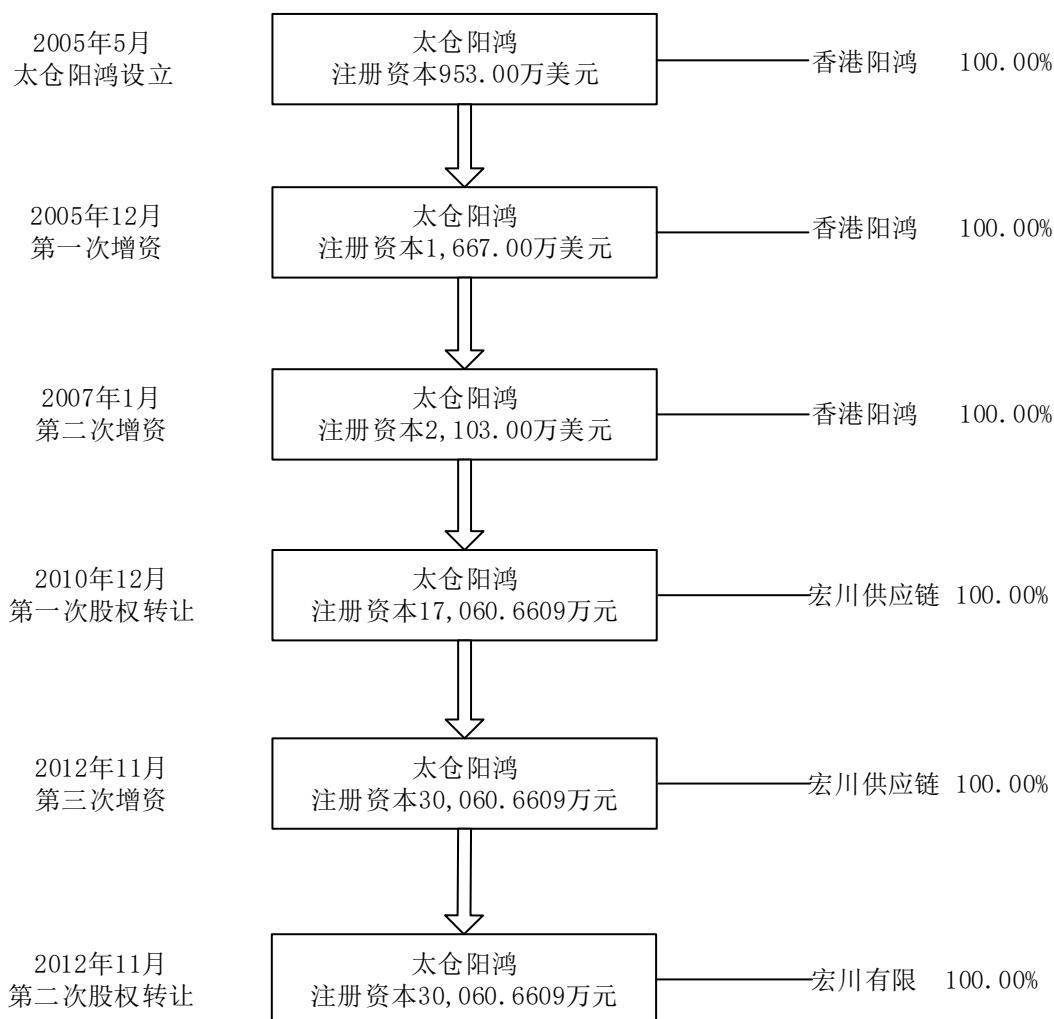 2005年5月
太仓阳鸿设立
太仓阳鸿
注册资本953.00万美元
香港阳鸿 100.00%
2005年12月
第一次增资
太仓阳鸿
注册资本1,667.00万美元
香港阳鸿 100.00%
2007年1月
第二次增资
太仓阳鸿
注册资本2,103.00万美元
香港阳鸿 100.00%
2010年12月
第一次股权转让
太仓阳鸿
注册资本17,060.6609万元
宏川供应链 100.00%
2012年11月
第三次增资
太仓阳鸿
注册资本30,060.6609万元
宏川供应链 100.00%
2012年11月
第二次股权转让
太仓阳鸿
注册资本30,060.6609万元
宏川有限 100.00%